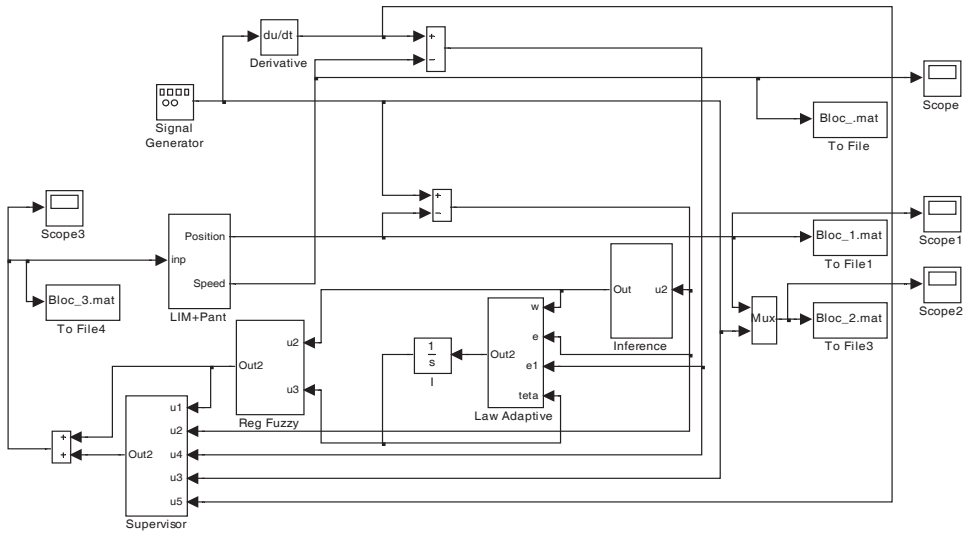 du/dt
Derivative
+
−
Scope
Signal
Generator
Bloc_.mat
To File
+
−
Scope3
Scope1
Position
inp
Speed
LIM+Pant
Bloc_1.mat
To File1
Bloc_3.mat
To File4
Out
u2
Inference
Scope2
Mux
Bloc_2.mat
To File3
w
e
e1
teta
Out2
Law Adaptive
1
s
I
u2
u3
Out2
Reg Fuzzy
+
+
u1
u2
u4
u3
u5
Out2
Supervisor